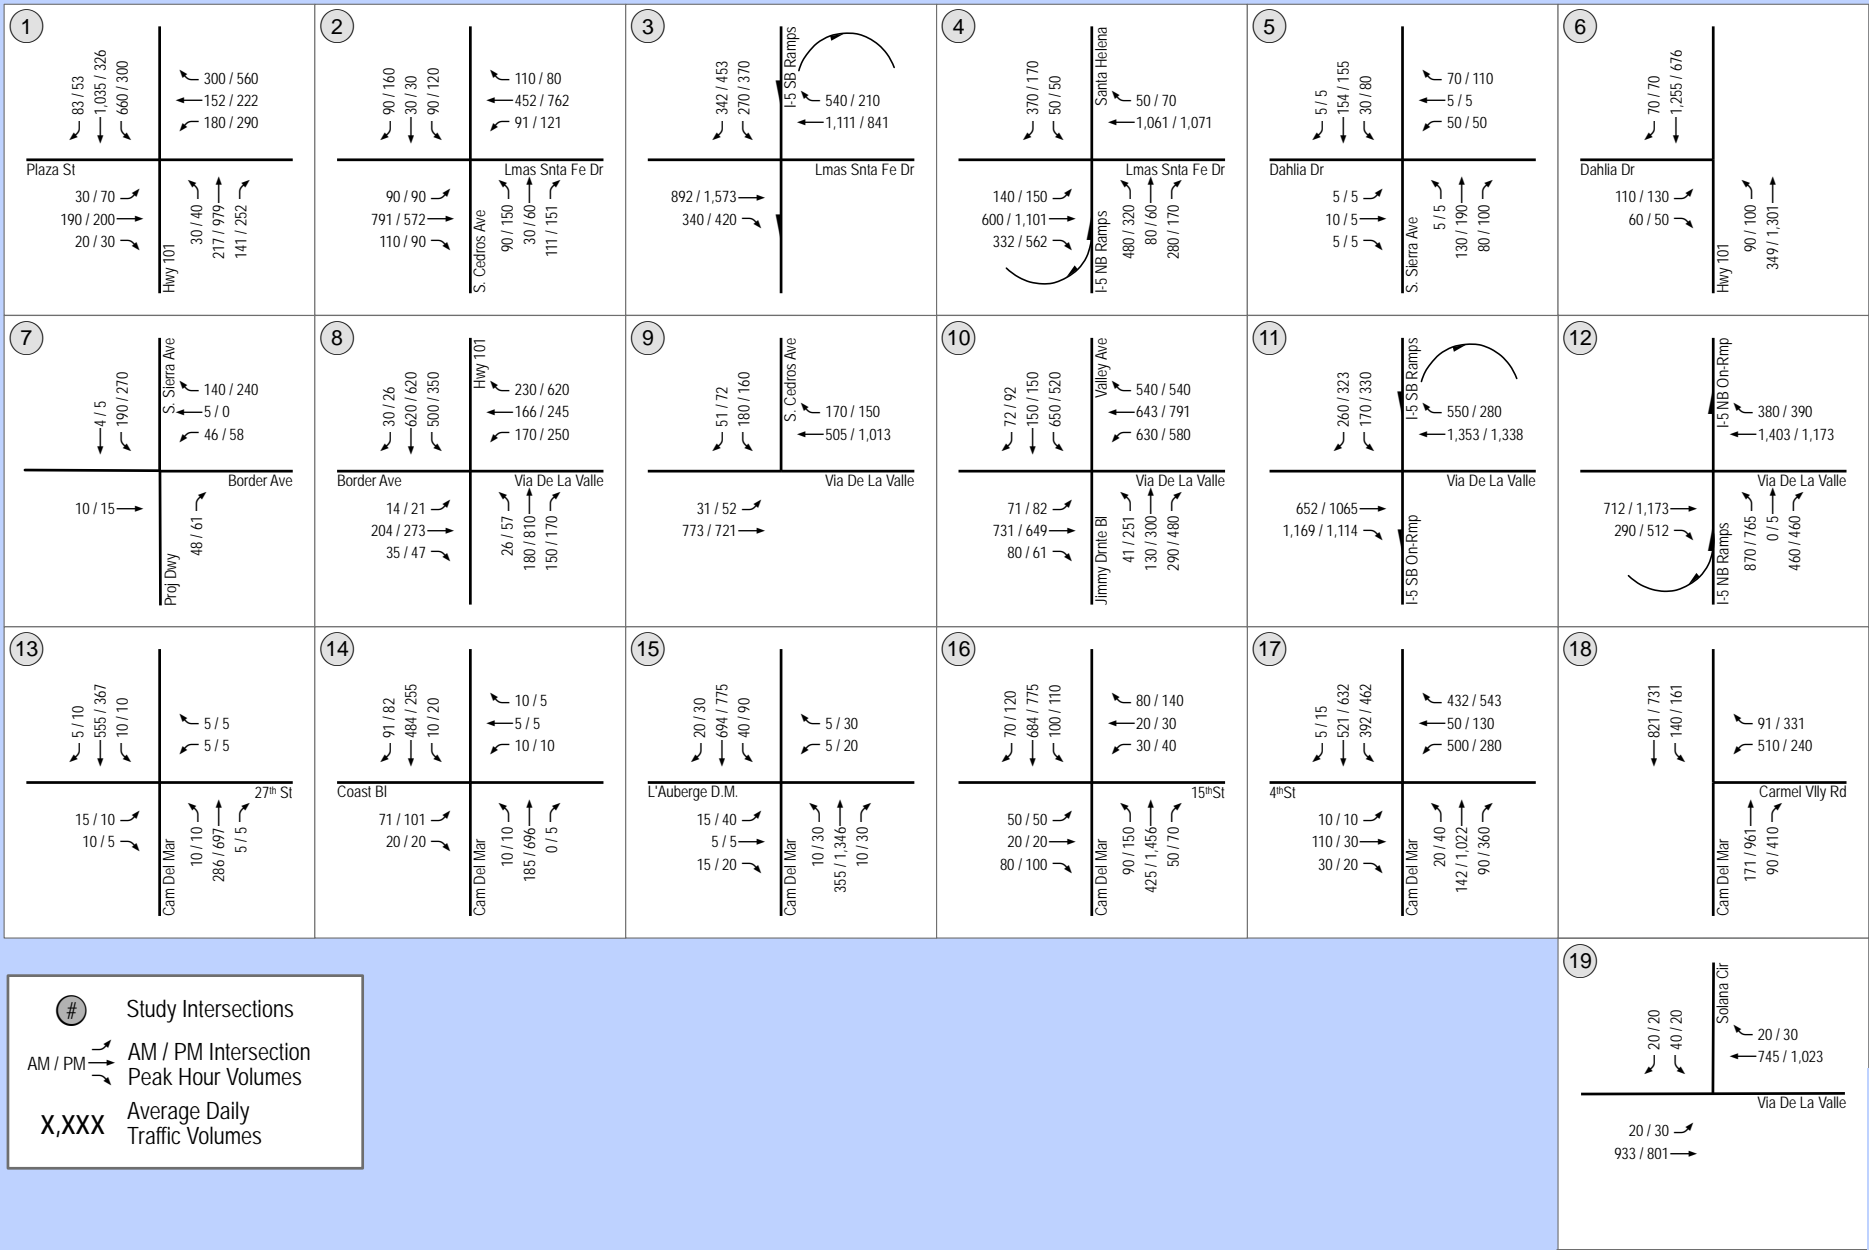 1
83 / 53
1,035 / 326
660 / 300
300 / 560
152 / 222
180 / 290
Plaza St
30 / 70
190 / 200
20 / 30
Hwy 101
30 / 40
217 / 979
141 / 252
2
90 / 160
30 / 30
90 / 120
110 / 80
452 / 762
91 / 121
Lmas Snta Fe Dr
90 / 90
791 / 572
110 / 90
S. Cedros Ave
90 / 150
30 / 60
111 / 151
3
342 / 453
270 / 370
I-5 SB Ramps
540 / 210
1,111 / 841
Lmas Snta Fe Dr
892 / 1,573
340 / 420
4
370 / 170
50 / 50
Santa Helena
50 / 70
1,061 / 1,071
Lmas Snta Fe Dr
140 / 150
600 / 1,101
332 / 562
I-5 NB Ramps
480 / 320
80 / 60
280 / 170
5
5 / 5
154 / 155
30 / 80
70 / 110
5 / 5
50 / 50
Dahlia Dr
5 / 5
10 / 5
5 / 5
S. Sierra Ave
5 / 5
130 / 190
80 / 100
6
70 / 70
1,255 / 676
Dahlia Dr
110 / 130
60 / 50
Hwy 101
90 / 100
349 / 1,301
7
4 / 5
190 / 270
S. Sierra Ave
140 / 240
5 / 0
46 / 58
Border Ave
10 / 15
Proj Dwy
48 / 61
8
30 / 26
620 / 620
500 / 350
Hwy 101
230 / 620
166 / 245
170 / 250
Border Ave
Via De La Valle
14 / 21
204 / 273
35 / 47
26 / 57
180 / 810
150 / 170
9
51 / 72
180 / 160
S. Cedros Ave
170 / 150
505 / 1,013
Via De La Valle
31 / 52
773 / 721
10
72 / 92
150 / 150
650 / 520
Valley Ave
540 / 540
643 / 791
630 / 580
Via De La Valle
71 / 82
731 / 649
80 / 61
Jimmy Drnte Bl
41 / 251
130 / 300
290 / 480
11
260 / 323
170 / 330
I-5 SB Ramps
550 / 280
1,353 / 1,338
Via De La Valle
652 / 1065
1,169 / 1,114
I-5 SB On-Rmp
12
I-5 NB On-Rmp
380 / 390
1,403 / 1,173
Via De La Valle
712 / 1,173
290 / 512
I-5 NB Ramps
870 / 765
0 / 5
460 / 460
13
5 / 10
555 / 367
10 / 10
5 / 5
5 / 5
27th St
15 / 10
10 / 5
Cam Del Mar
10 / 10
286 / 697
5 / 5
14
91 / 82
484 / 255
10 / 20
10 / 5
5 / 5
10 / 10
Coast Bl
71 / 101
20 / 20
Cam Del Mar
10 / 10
185 / 696
0 / 5
15
20 / 30
694 / 775
40 / 90
5 / 30
5 / 20
L'Auberge D.M.
15 / 40
5 / 5
15 / 20
Cam Del Mar
10 / 30
355 / 1,346
10 / 30
16
70 / 120
684 / 775
100 / 110
80 / 140
20 / 30
30 / 40
15thSt
50 / 50
20 / 20
80 / 100
Cam Del Mar
90 / 150
425 / 1,456
50 / 70
17
5 / 15
521 / 632
392 / 462
432 / 543
50 / 130
500 / 280
4thSt
10 / 10
110 / 30
30 / 20
Cam Del Mar
20 / 40
142 / 1,022
90 / 360
18
821 / 731
140 / 161
91 / 331
510 / 240
Carmel Vlly Rd
Cam Del Mar
171 / 961
90 / 410
19
20 / 20
40 / 20
Solana Cir
20 / 30
745 / 1,023
Via De La Valle
20 / 30
933 / 801
# Study Intersections
AM / PM AM / PM Intersection
Peak Hour Volumes
X,XXX Average Daily
Traffic Volumes